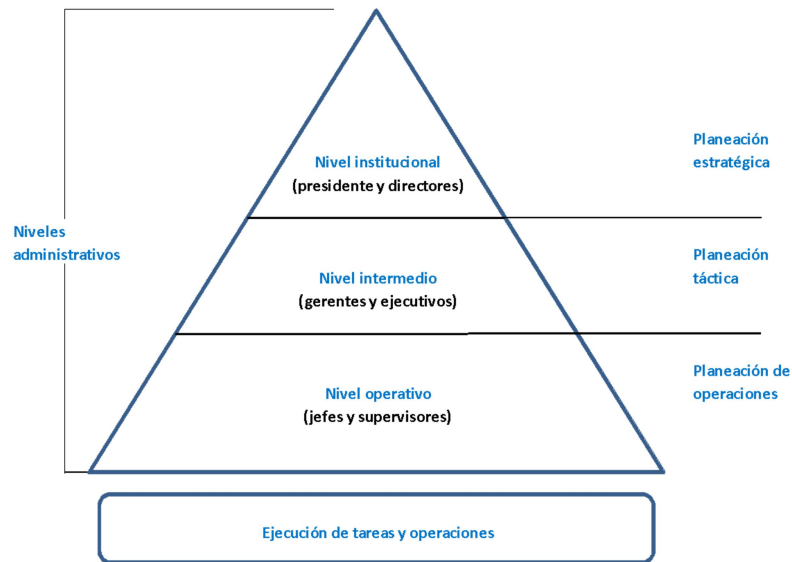 Planeación
estratégica
Nivel institucional
(presidente y directores)
Niveles
administrativos
Planeación
táctica
Nivel intermedio
(gerentes y ejecutivos)
Planeación de
operaciones
Nivel operativo
(jefes y supervisores)
Ejecución de tareas y operaciones